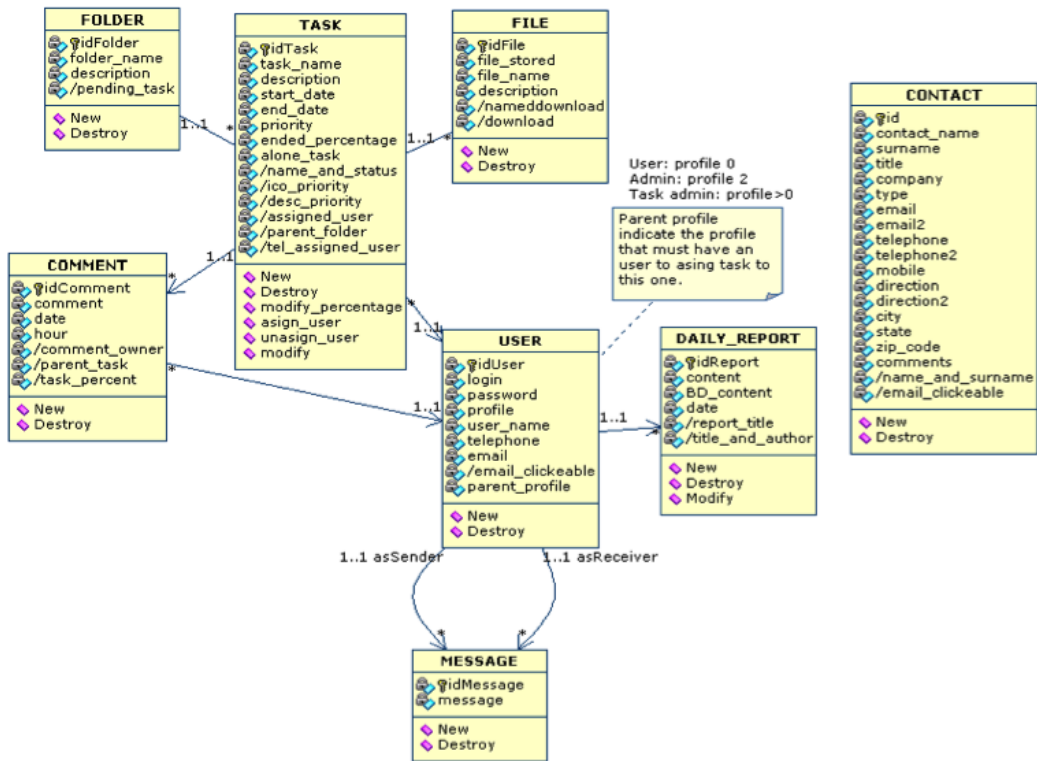 FOLDER
idFolder
folder_name
description
/pending_task
New
Destroy
1..1
*
TASK
idTask
task_name
description
start_date
end_date
priority
ended_percentage
alone_task
/name_and_status
/ico_priority
/desc_priority
/assigned_user
/parent_folder
/tel_assigned_user
New
Destroy
modify_percentage
asign_user
unasign_user
modify
1..1
*
FILE
idFile
file_stored
file_name
description
/nameddownload
/download
New
Destroy
CONTACT
id
contact_name
surname
title
company
type
email
email2
telephone
telephone2
mobile
direction
direction2
city
state
zip_code
comments
/name_and_surname
/email_clickeable
New
Destroy
User: profile 0
Admin: profile 2
Task admin: profile>0
Parent profile
indicate the profile
that must have an
user to asing task to
this one.
1..1
*
COMMENT
idComment
comment
date
hour
/comment_owner
/parent_task
/task_percent
New
Destroy
*
1..1
*
1..1
USER
idUser
login
password
profile
user_name
telephone
email
/email_clickeable
parent_profile
New
Destroy
1..1
*
DAILY_REPORT
idReport
content
BD_content
date
/report_title
/title_and_author
New
Destroy
Modify
1..1 asSender
1..1 asReceiver
*
*
MESSAGE
idMessage
message
New
Destroy